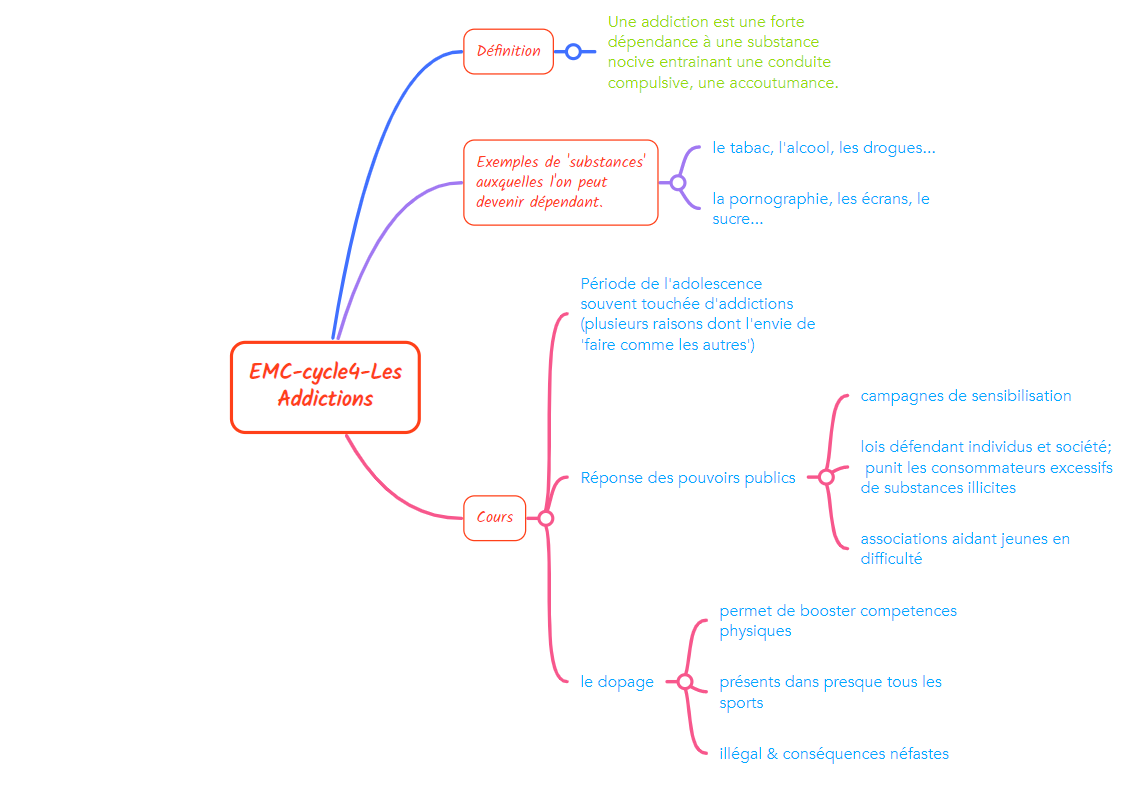 Définition
Une addiction est une forte
dépendance à une substance
nocive entrainant une conduite
compulsive, une accoutumance.
Exemples de 'substances'
auxquelles l'on peut
devenir dépendant.
le tabac, l'alcool, les drogues...
la pornographie, les écrans, le
sucre...
EMC-cycle4-Les
Addictions
Cours
Période de l'adolescence
souvent touchée d'addictions
(plusieurs raisons dont l'envie de
'faire comme les autres')
Réponse des pouvoirs publics
campagnes de sensibilisation
lois défendant individus et société;
punit les consommateurs excessifs
de substances illicites
associations aidant jeunes en
difficulté
le dopage
permet de booster competences
physiques
présents dans presque tous les
sports
illégal & conséquences néfastes